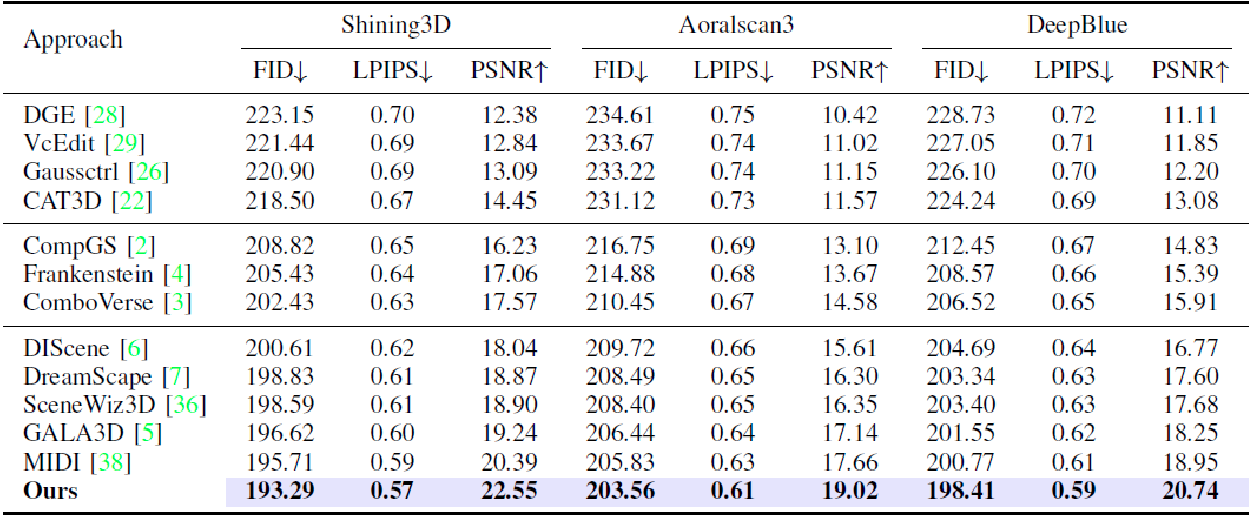 Approach Shining3D Aoralscan3 DeepBlue
FID↓ LPIPS↓ PSNR↑ FID↓ LPIPS↓ PSNR↑ FID↓ LPIPS↓ PSNR↑
DGE [28] 223.15 0.70 12.38 234.61 0.75 10.42 228.73 0.72 11.11
VcEdit [29] 221.44 0.69 12.84 233.67 0.74 11.02 227.05 0.71 11.85
Gaussctrl [26] 220.90 0.69 13.09 233.22 0.74 11.15 226.10 0.70 12.20
CAT3D [22] 218.50 0.67 14.45 231.12 0.73 11.57 224.24 0.69 13.08
CompGS [2] 208.82 0.65 16.23 216.75 0.69 13.10 212.45 0.67 14.83
Frankenstein [4] 205.43 0.64 17.06 214.88 0.68 13.67 208.57 0.66 15.39
ComboVerse [3] 202.43 0.63 17.57 210.45 0.67 14.58 206.52 0.65 15.91
DIScene [6] 200.61 0.62 18.04 209.72 0.66 15.61 204.69 0.64 16.77
DreamScape [7] 198.83 0.61 18.87 208.49 0.65 16.30 203.34 0.63 17.60
SceneWiz3D [36] 198.59 0.61 18.90 208.40 0.65 16.35 203.40 0.63 17.68
GALA3D [5] 196.62 0.60 19.24 206.44 0.64 17.14 201.55 0.62 18.25
MIDI [38] 195.71 0.59 20.39 205.83 0.63 17.66 200.77 0.61 18.95
Ours 193.29 0.57 22.55 203.56 0.61 19.02 198.41 0.59 20.74